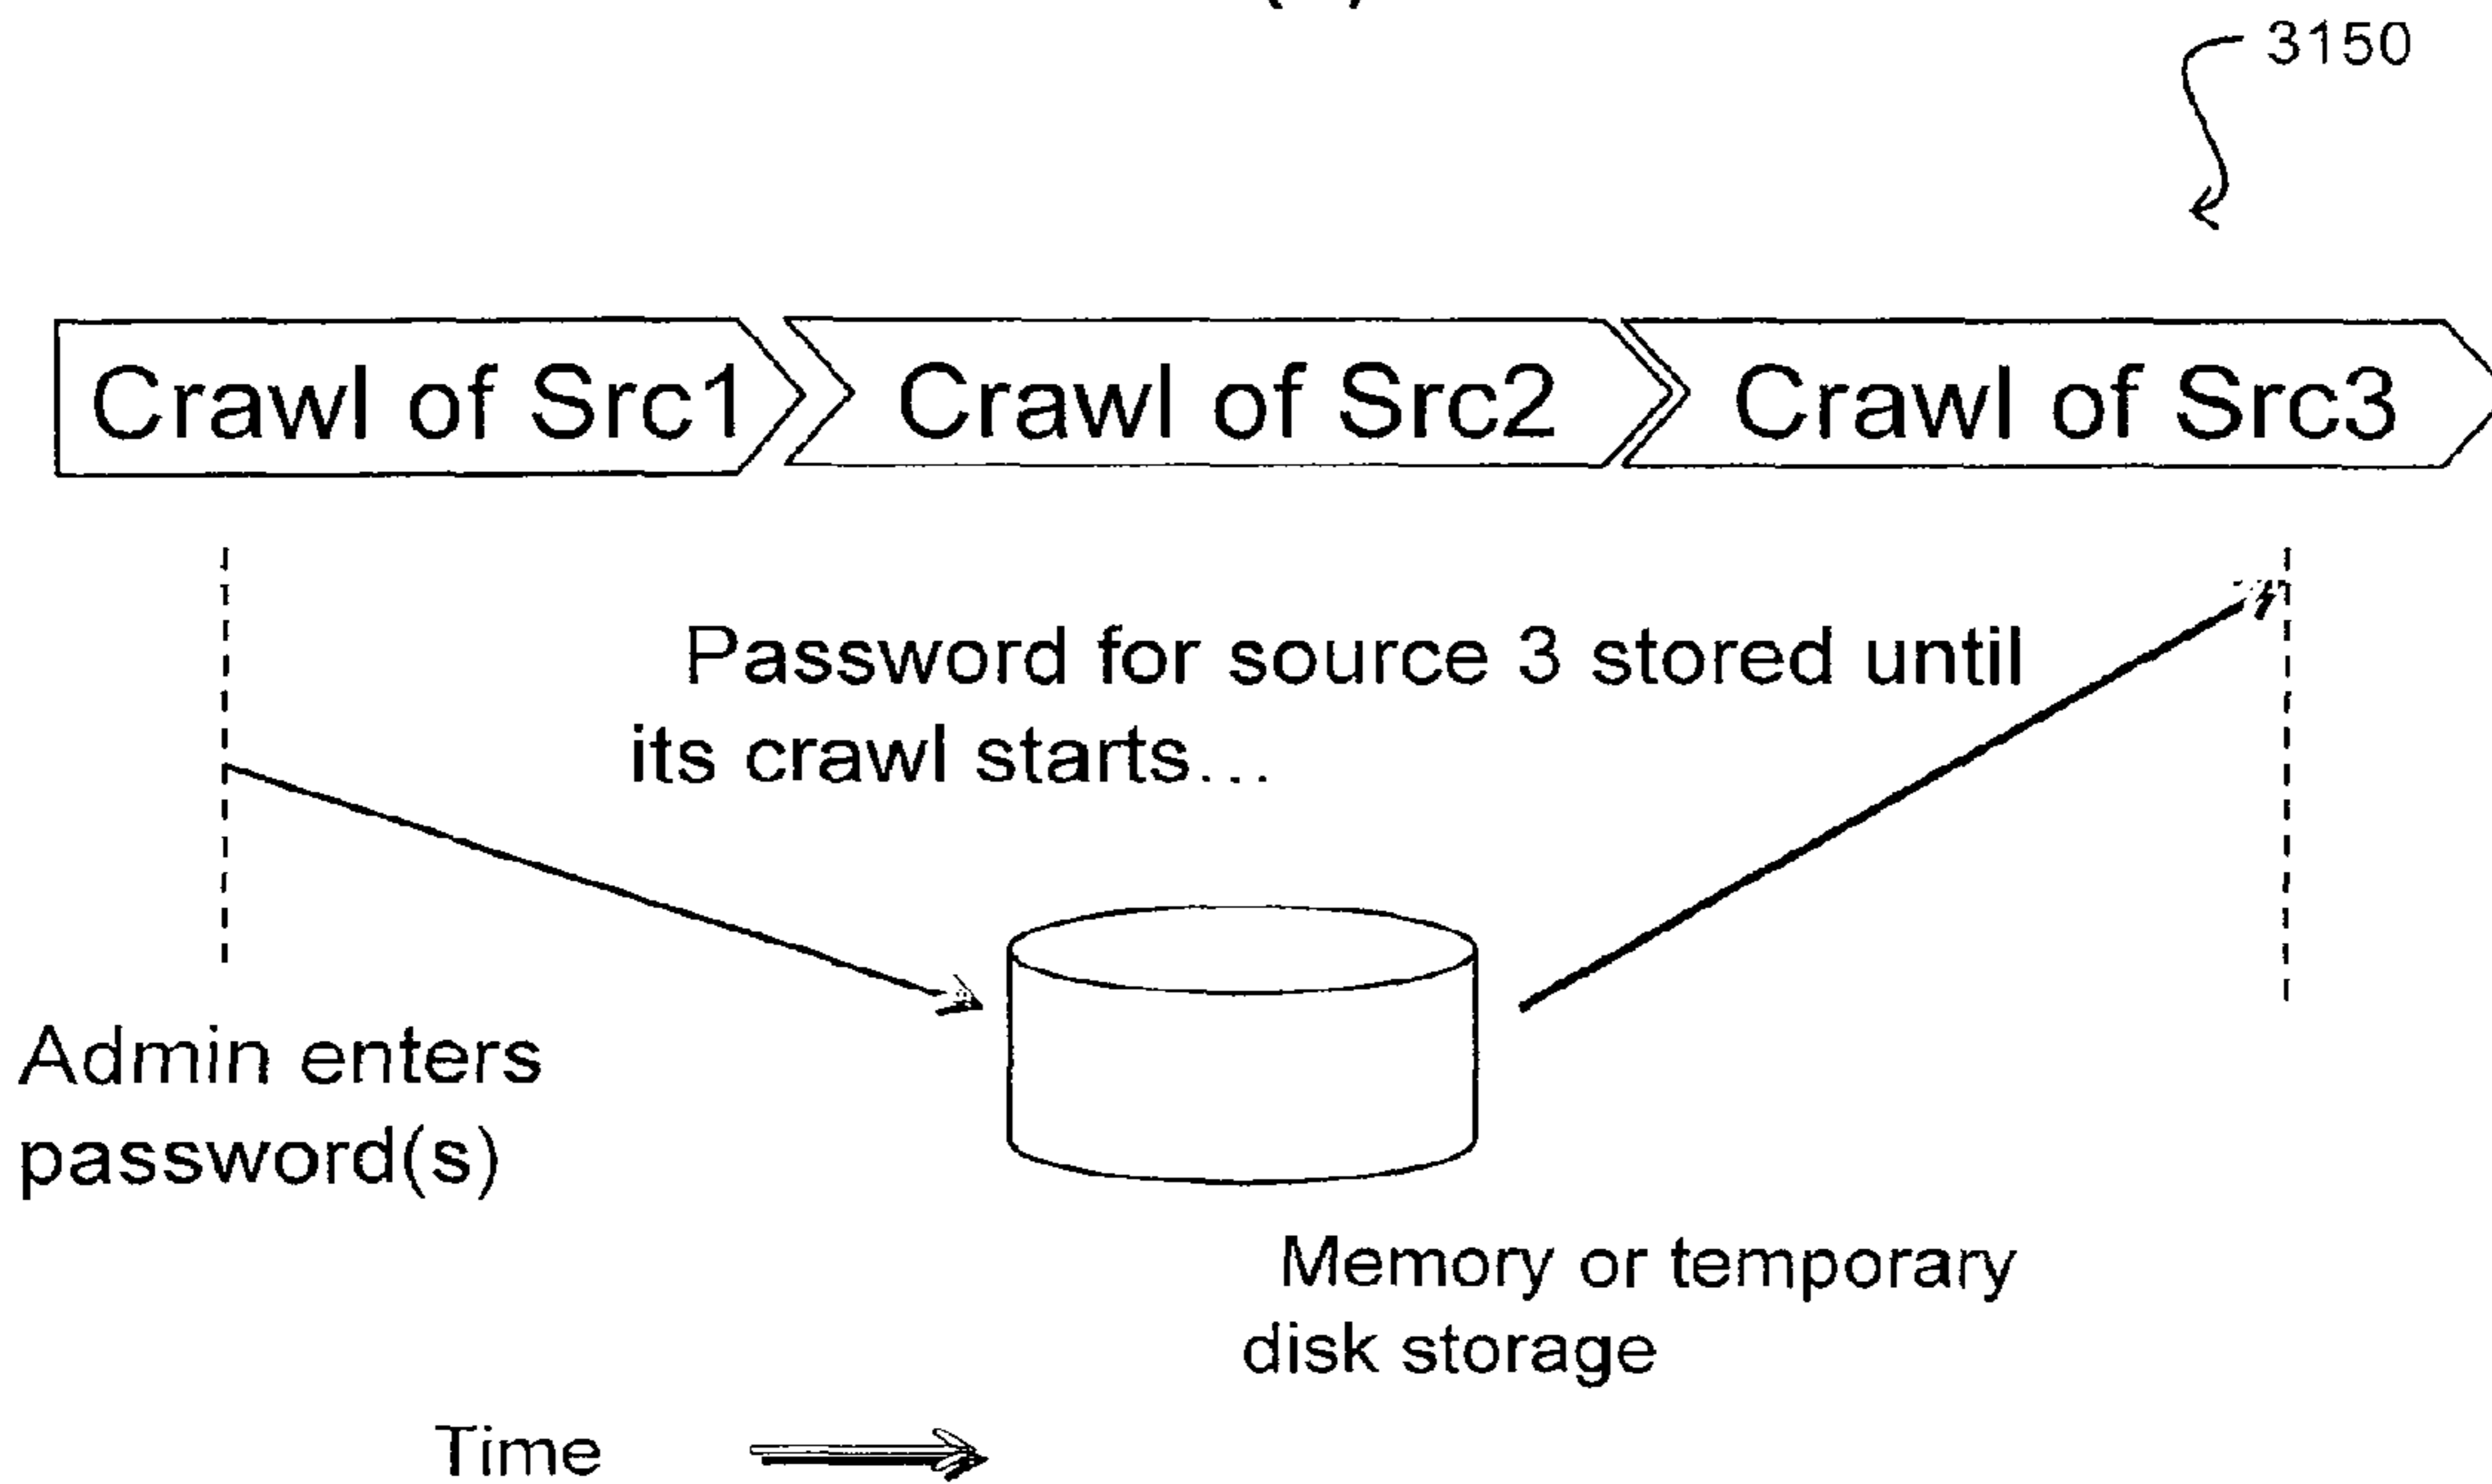 3150
Crawl of Src1
Crawl of Src2
Crawl of Src3
Password for source 3 stored until
its crawl starts...
Admin enters
password(s)
Memory or temporary
disk storage
Time